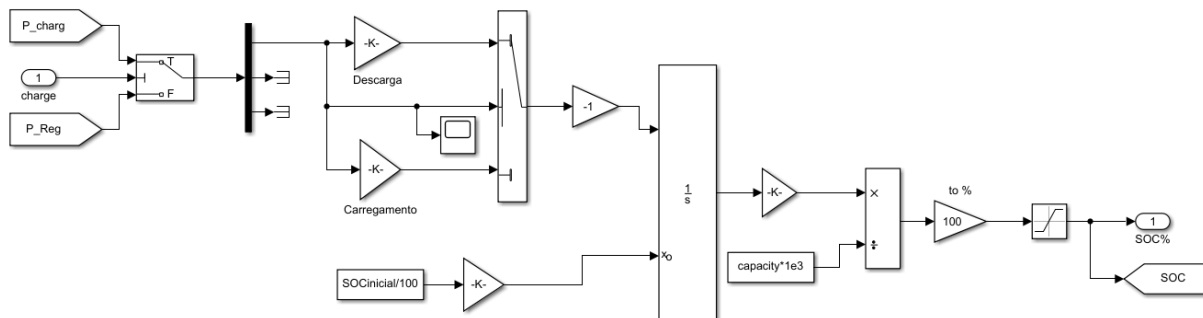 P_charg
T
1
charge
F
P_Reg
-K-
Descarga
-K-
Carregamento
-1
1
s
xo
SOCinicial/100
-K-
-K-
capacity*1e3
×
÷
to %
100
1
SOC%
SOC